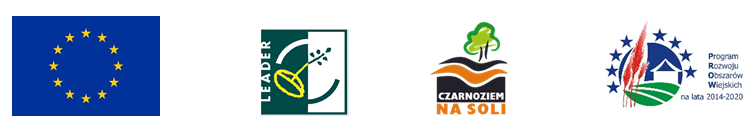 LEADER
CZARNOZIEM
NA SOLI
Program
Rozwoju
Obszarów
Wiejskich
na lata 2014-2020